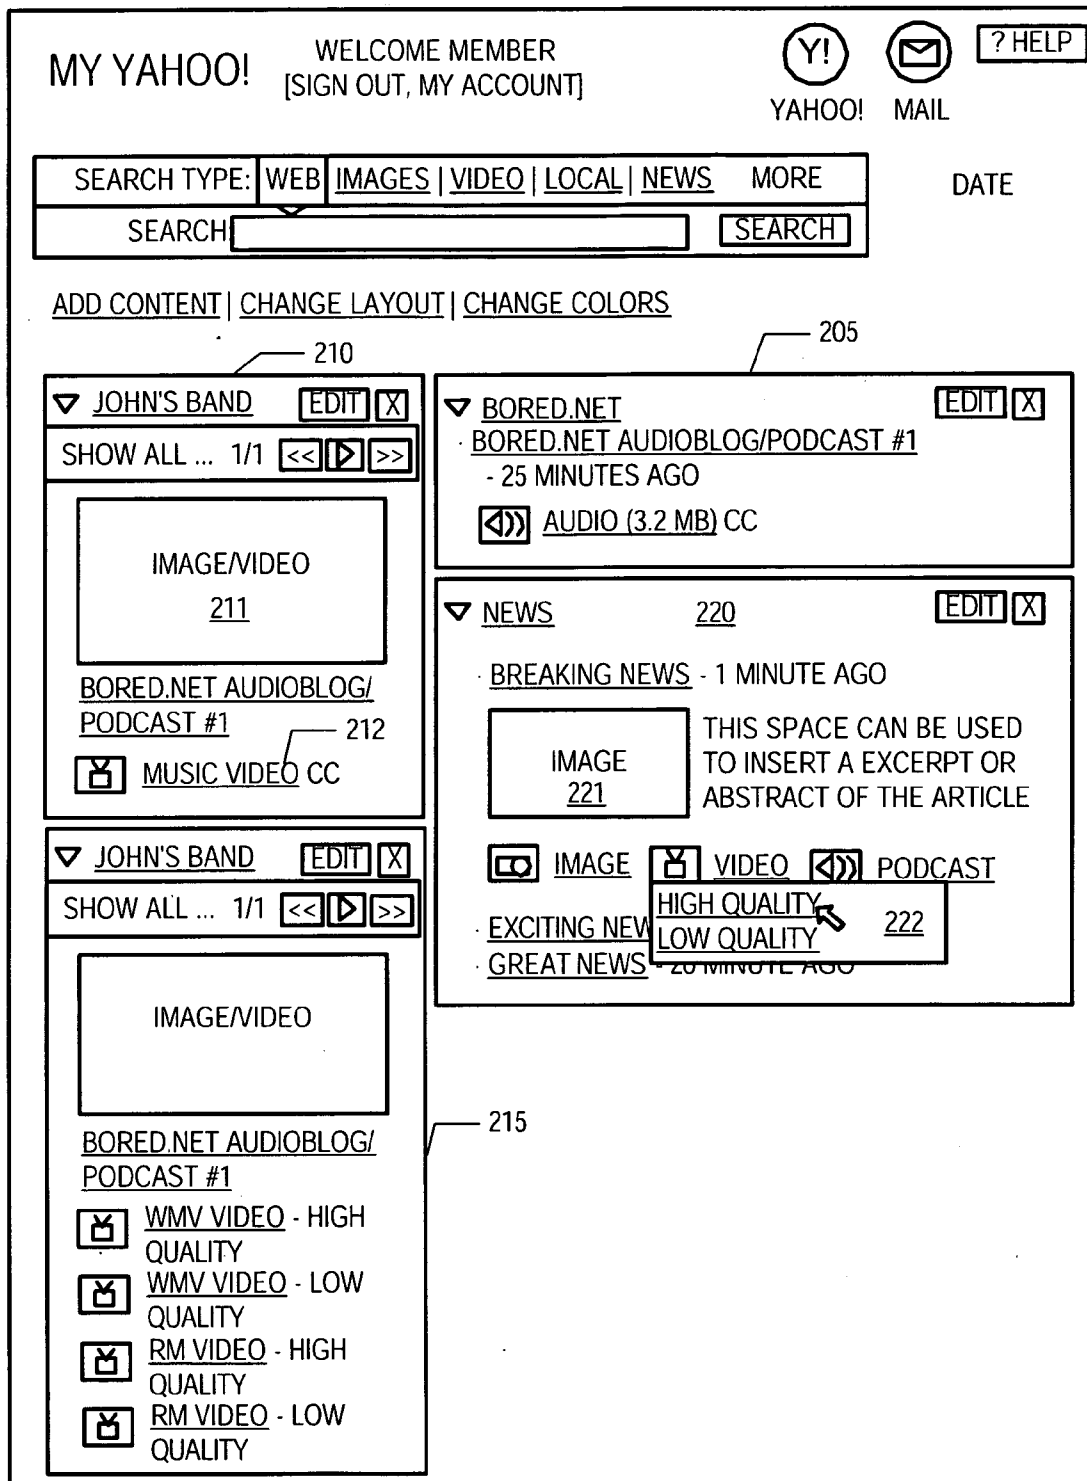 MY YAHOO!
WELCOME MEMBER
[SIGN OUT, MY ACCOUNT]
Y!
YAHOO!
MAIL
? HELP
SEARCH TYPE: WEB IMAGES | VIDEO | LOCAL | NEWS MORE
DATE
SEARCH
SEARCH
ADD CONTENT | CHANGE LAYOUT | CHANGE COLORS
210
JOHN'S BAND EDIT X
SHOW ALL ... 1/1 << >>
IMAGE/VIDEO
211
BORED.NET AUDIOBLOG/
PODCAST #1
212
MUSIC VIDEO CC
205
BORED.NET EDIT X
· BORED.NET AUDIOBLOG/PODCAST #1
- 25 MINUTES AGO
AUDIO (3.2 MB) CC
NEWS 220 EDIT X
· BREAKING NEWS - 1 MINUTE AGO
IMAGE
221
THIS SPACE CAN BE USED
TO INSERT A EXCERPT OR
ABSTRACT OF THE ARTICLE
IMAGE VIDEO PODCAST
HIGH QUALITY
LOW QUALITY
222
· EXCITING NEW
· GREAT NEWS - 20 MINUTE AGO
JOHN'S BAND EDIT X
SHOW ALL ... 1/1 << >>
IMAGE/VIDEO
215
BORED.NET AUDIOBLOG/
PODCAST #1
WMV VIDEO - HIGH
QUALITY
WMV VIDEO - LOW
QUALITY
RM VIDEO - HIGH
QUALITY
RM VIDEO - LOW
QUALITY